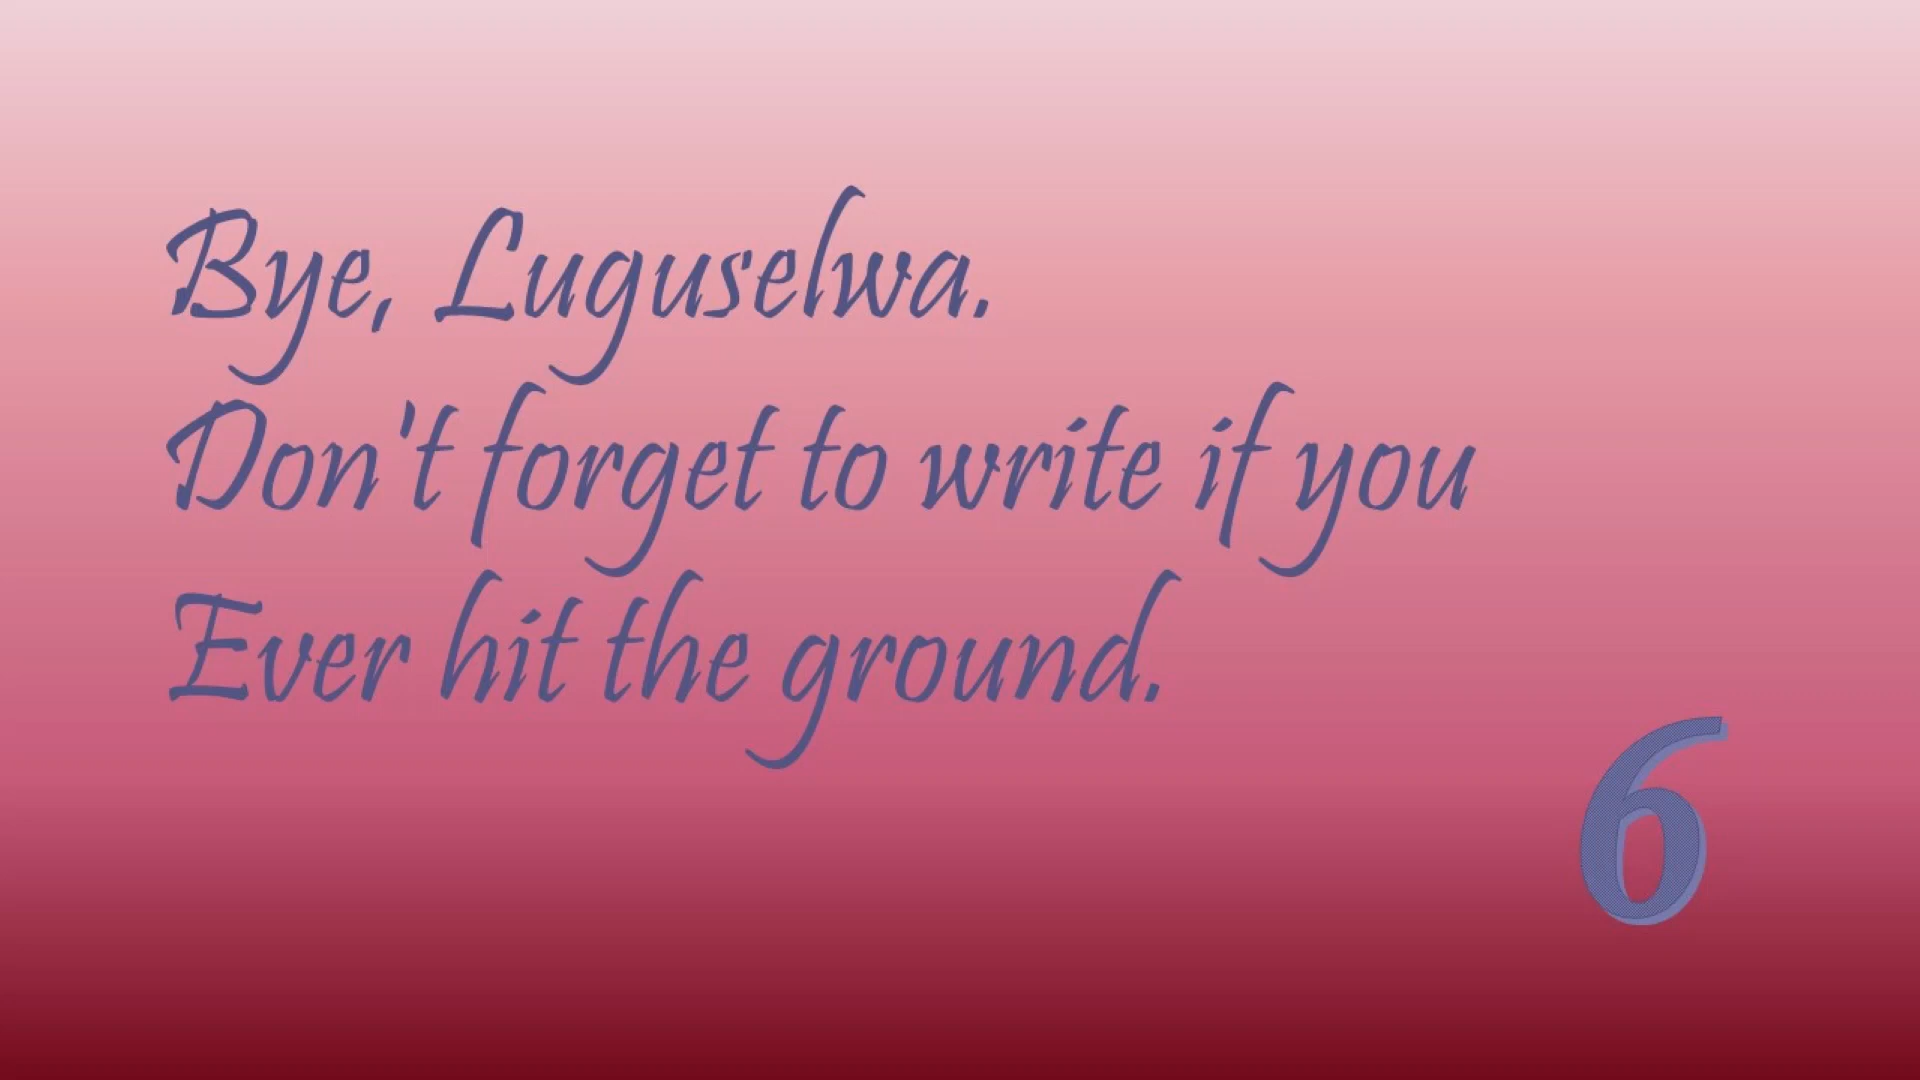 Bye, Luguselwa.
Don't forget to write if you
Ever hit the ground.
6